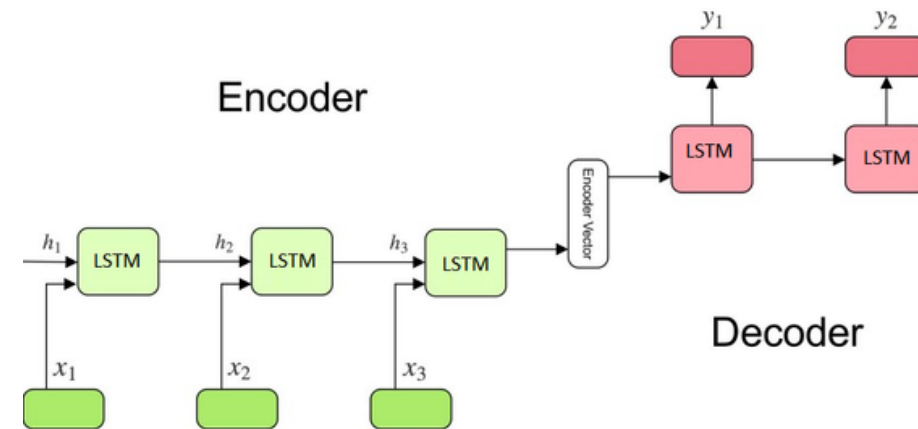 y₁
y₂
Encoder
LSTM
LSTM
Encoder Vector
h₁
h₂
h₃
LSTM
LSTM
LSTM
Decoder
x₁
x₂
x₃